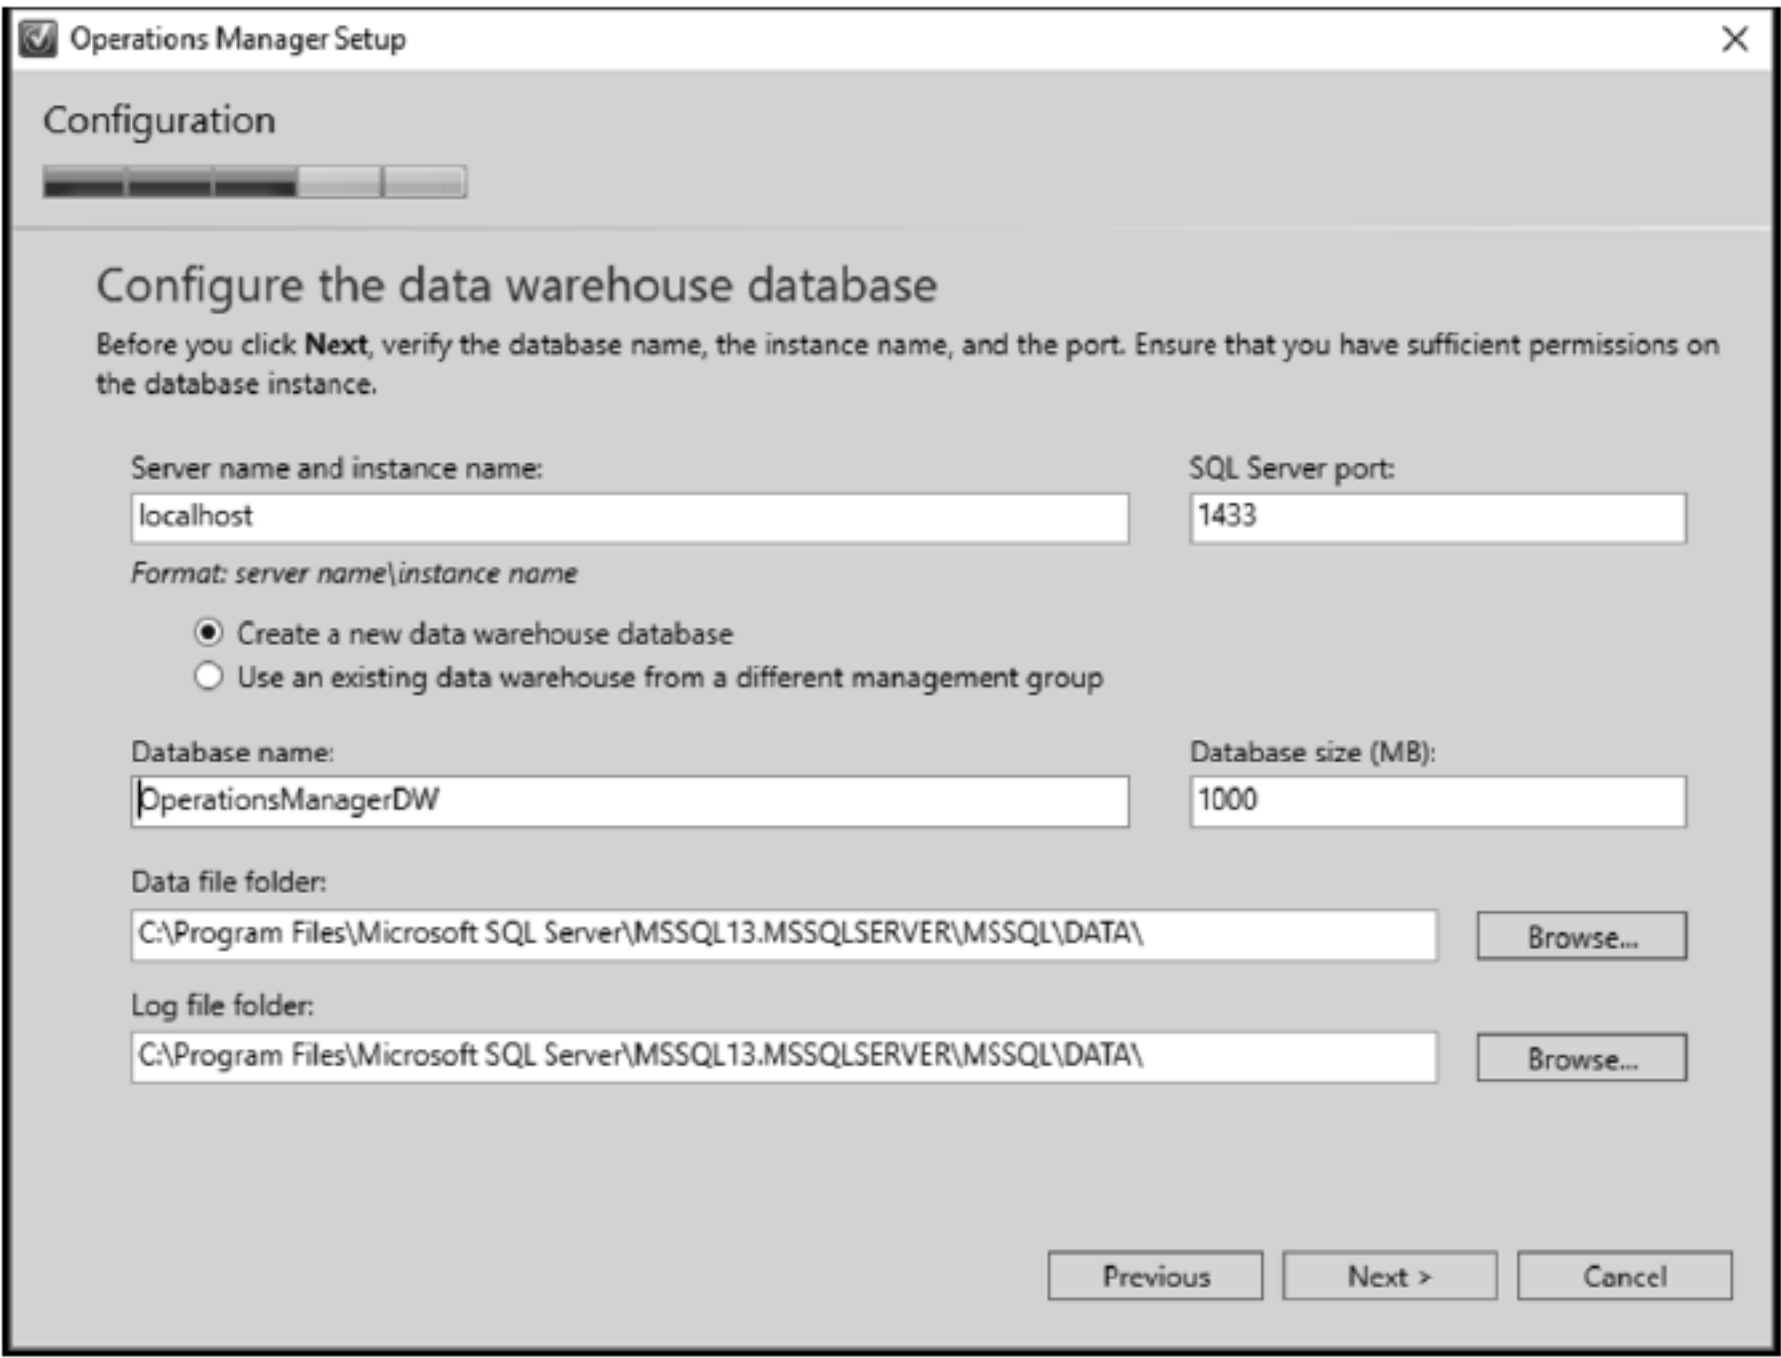 Operations Manager Setup
Configuration
Configure the data warehouse database
Before you click Next, verify the database name, the instance name, and the port. Ensure that you have sufficient permissions on
the database instance.
Server name and instance name:
SQL Server port:
localhost
1433
Format: server name\instance name
Create a new data warehouse database
Use an existing data warehouse from a different management group
Database name:
Database size (MB):
OperationsManagerDW
1000
Data file folder:
C:\Program Files\Microsoft SQL Server\MSSQL13.MSSQLSERVER\MSSQL\DATA\
Browse...
Log file folder:
C:\Program Files\Microsoft SQL Server\MSSQL13.MSSQLSERVER\MSSQL\DATA\
Browse...
Previous
Next >
Cancel